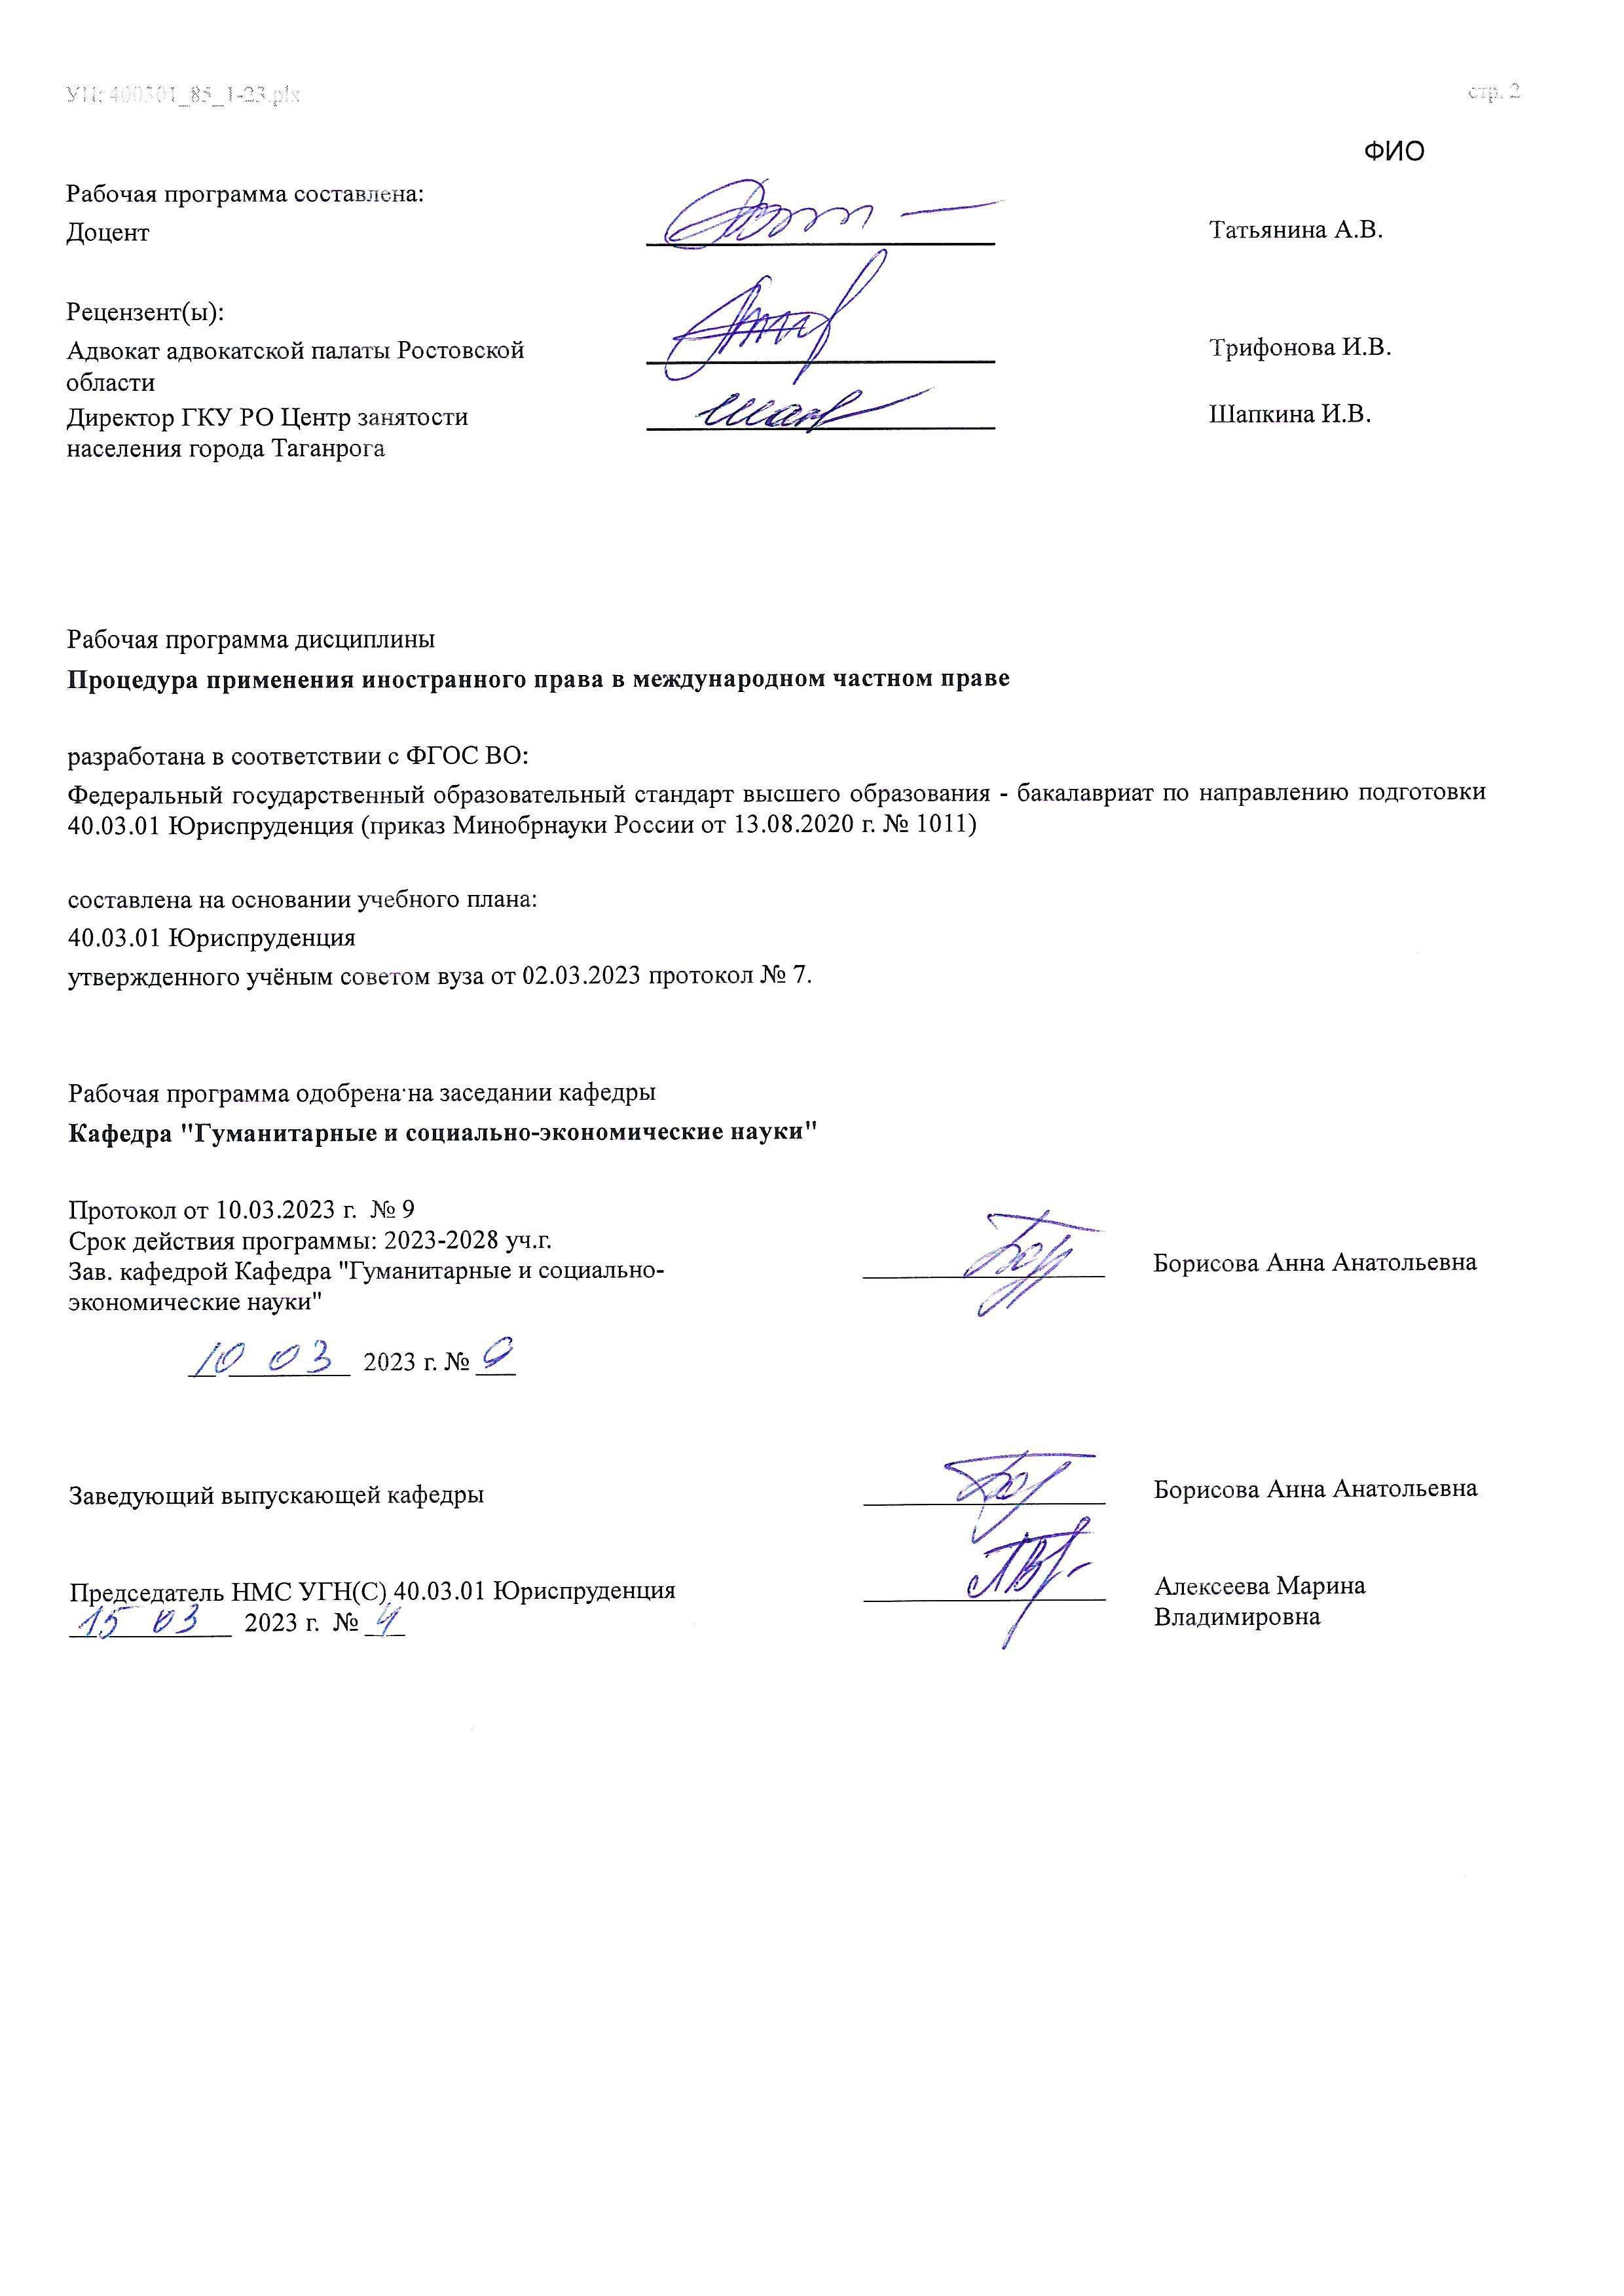 УП: 400301_85_1-23.plx
стр. 2
ФИО
Рабочая программа составлена:
Доцент
Татьянина А.В.
Рецензент(ы):
Адвокат адвокатской палаты Ростовской
области
Трифонова И.В.
Директор ГКУ РО Центр занятости
населения города Таганрога
Шапкина И.В.
Рабочая программа дисциплины
Процедура применения иностранного права в международном частном праве
разработана в соответствии с ФГОС ВО:
Федеральный государственный образовательный стандарт высшего образования - бакалавриат по направлению подготовки
40.03.01 Юриспруденция (приказ Минобрнауки России от 13.08.2020 г. № 1011)
составлена на основании учебного плана:
40.03.01 Юриспруденция
утвержденного учёным советом вуза от 02.03.2023 протокол № 7.
Рабочая программа одобрена на заседании кафедры
Кафедра "Гуманитарные и социально-экономические науки"
Протокол от 10.03.2023 г. № 9
Срок действия программы: 2023-2028 уч.г.
Зав. кафедрой Кафедра "Гуманитарные и социально-
экономические науки"
Борисова Анна Анатольевна
10 03 2023 г. № 9
Заведующий выпускающей кафедры
Борисова Анна Анатольевна
Председатель НМС УГН(С) 40.03.01 Юриспруденция
Алексеева Марина
Владимировна
15 03 2023 г. № 4